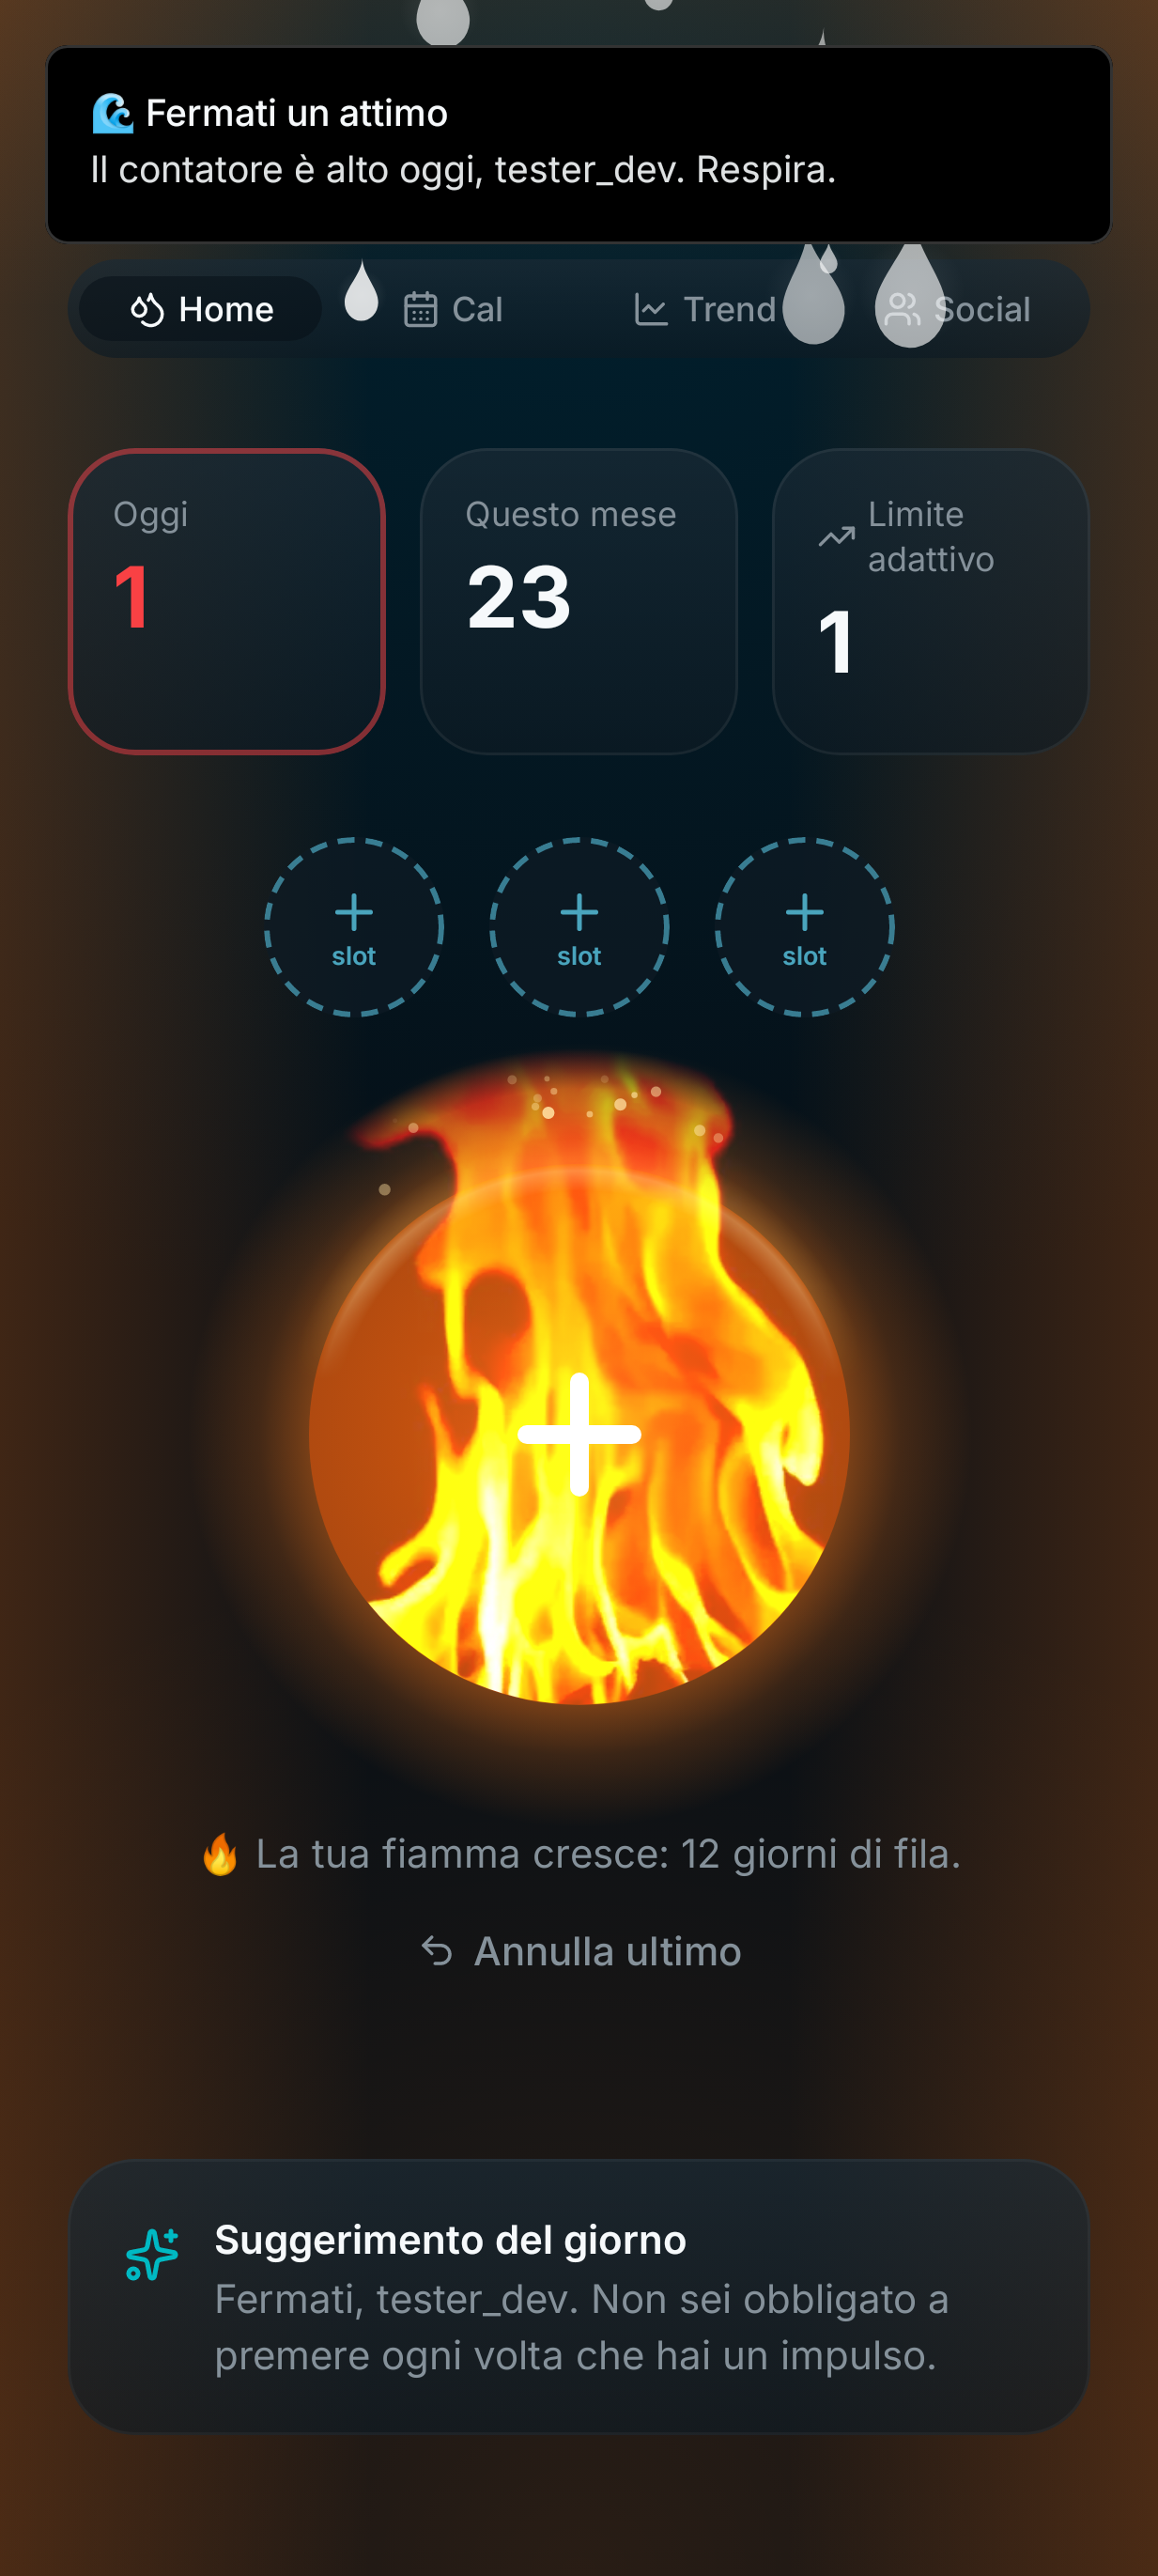 🌊 Fermati un attimo
Il contatore è alto oggi, tester_dev. Respira.
Home
Cal
Trend
Social
Oggi
1
Questo mese
23
Limite
adattivo
1
slot
slot
slot
🔥 La tua fiamma cresce: 12 giorni di fila.
Annulla ultimo
Suggerimento del giorno
Fermati, tester_dev. Non sei obbligato a
premere ogni volta che hai un impulso.